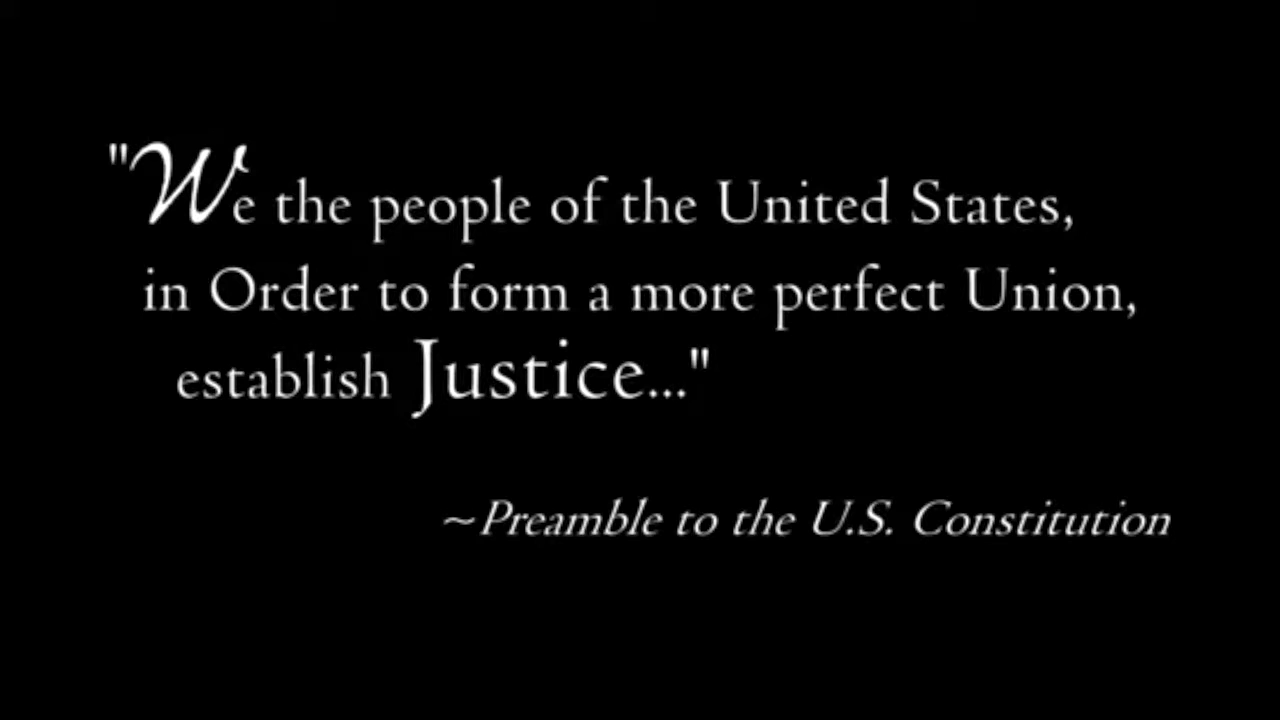 "We the people of the United States,
in Order to form a more perfect Union,
establish Justice..."
~Preamble to the U.S. Constitution